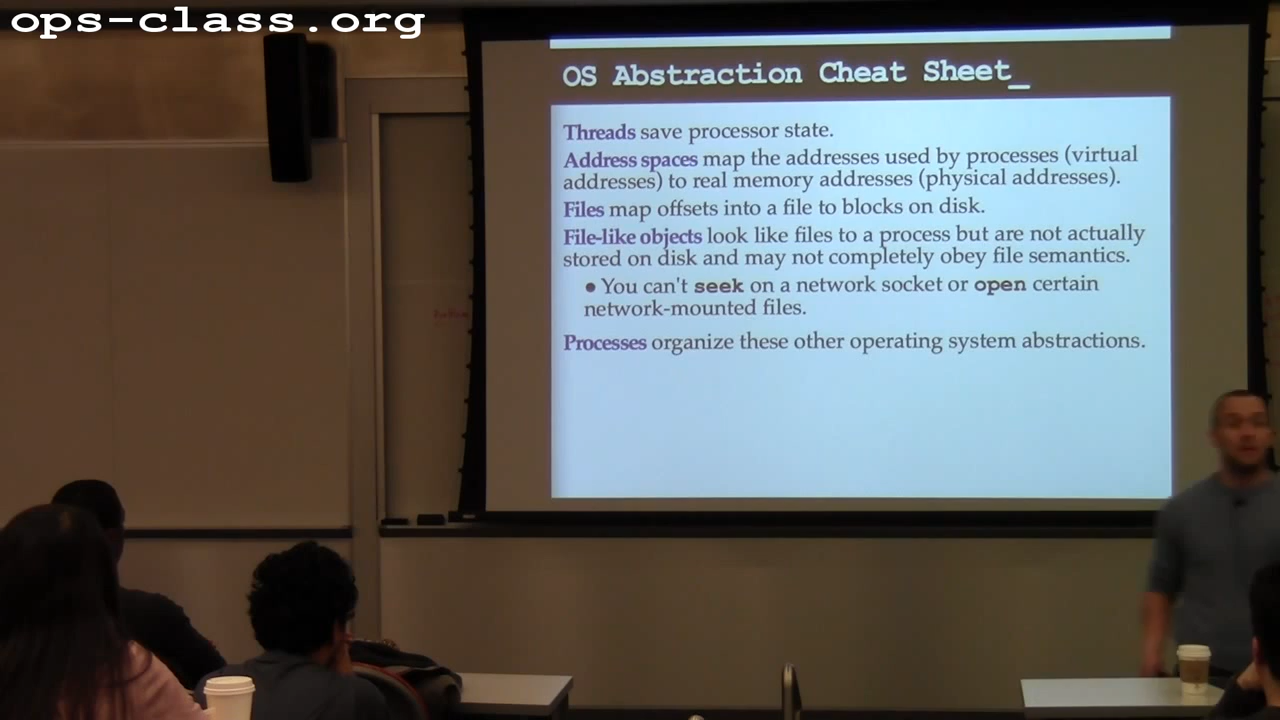 ops-class.org
OS Abstraction Cheat Sheet_
Threads save processor state.
Address spaces map the addresses used by processes (virtual
addresses) to real memory addresses (physical addresses).
Files map offsets into a file to blocks on disk.
File-like objects look like files to a process but are not actually
stored on disk and may not completely obey file semantics.
● You can't seek on a network socket or open certain
network-mounted files.
Processes organize these other operating system abstractions.